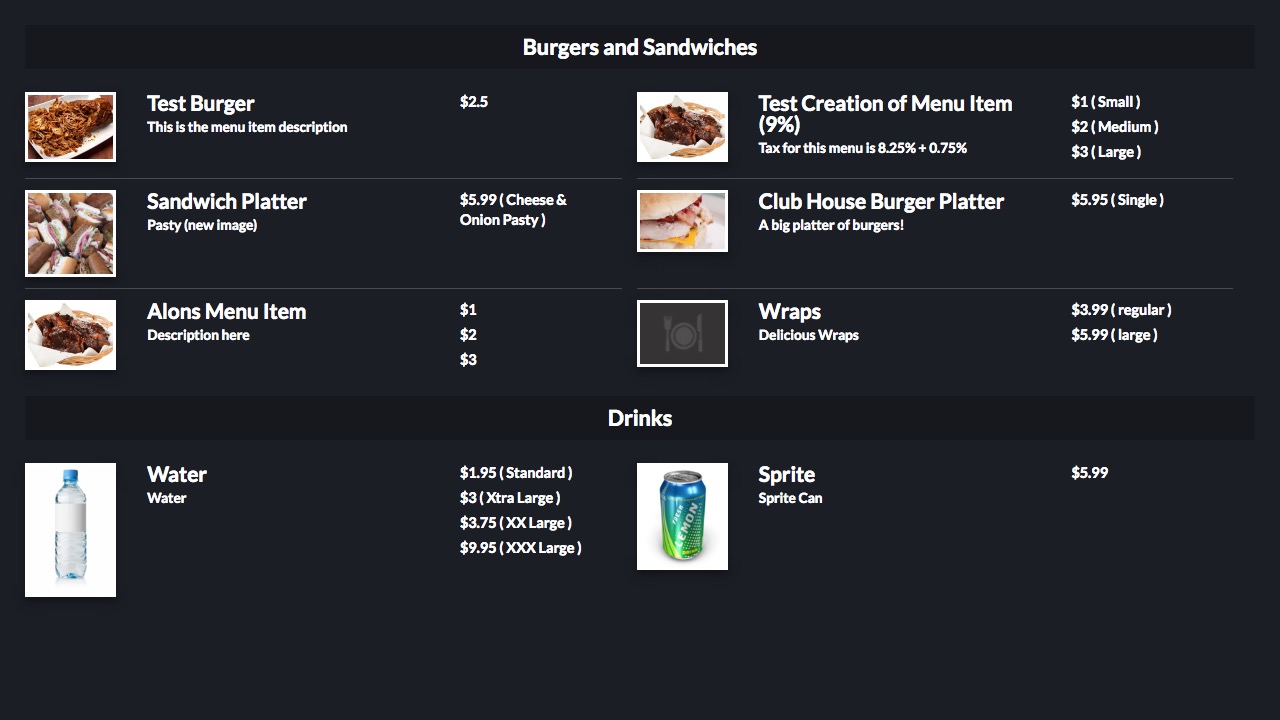 Burgers and Sandwiches
Test Burger
This is the menu item description
$2.5
Test Creation of Menu Item
(9%)
Tax for this menu is 8.25% + 0.75%
$1 ( Small )
$2 ( Medium )
$3 ( Large )
Sandwich Platter
Pasty (new image)
$5.99 ( Cheese &
Onion Pasty )
Club House Burger Platter
A big platter of burgers!
$5.95 ( Single )
Alons Menu Item
Description here
$1
$2
$3
Wraps
Delicious Wraps
$3.99 ( regular )
$5.99 ( large )
Drinks
Water
Water
$1.95 ( Standard )
$3 ( Xtra Large )
$3.75 ( XX Large )
$9.95 ( XXX Large )
FRESH
LEMON
Sprite
Sprite Can
$5.99